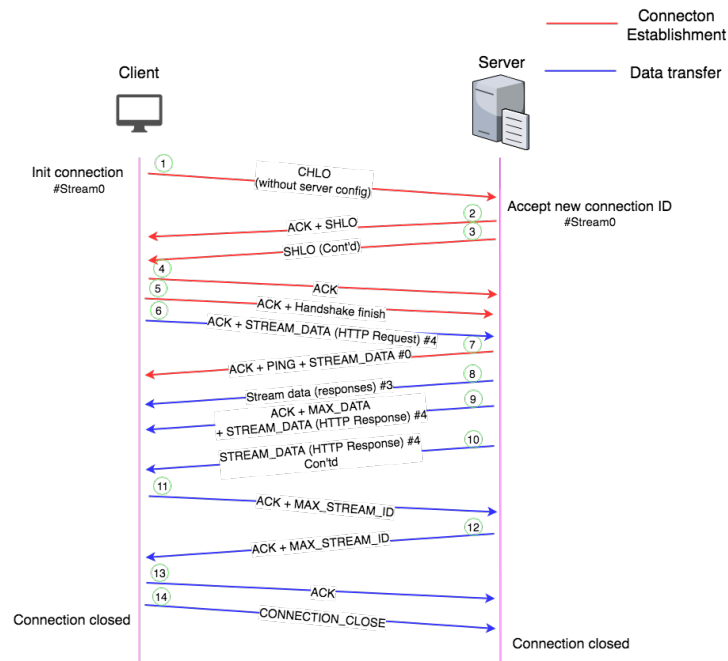 Connecton
Establishment
Data transfer
Client
Server
Init connection
#Stream0
1
CHLO
(without server config)
Accept new connection ID
#Stream0
2
ACK + SHLO
3
SHLO (Cont'd)
4
ACK
5
ACK + Handshake finish
6
ACK + STREAM_DATA (HTTP Request) #4
7
ACK + PING + STREAM_DATA #0
8
Stream data (responses) #3
9
ACK + MAX_DATA
+ STREAM_DATA (HTTP Response) #4
10
STREAM_DATA (HTTP Response) #4
Con'td
11
ACK + MAX_STREAM_ID
12
ACK + MAX_STREAM_ID
13
ACK
14
CONNECTION_CLOSE
Connection closed
Connection closed